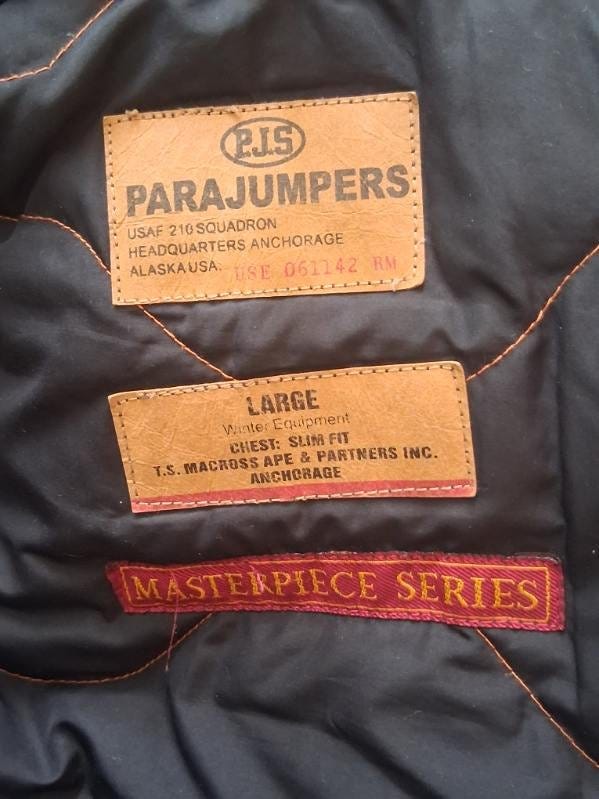 P.J.S
PARAJUMPERS
USAF 210 SQUADRON
HEADQUARTERS ANCHORAGE
ALASKA USA. USE 061142 RM
LARGE
Winter Equipment
CHEST: SLIM FIT
T.S. MACROSS APE & PARTNERS INC.
ANCHORAGE
MASTERPIECE SERIES